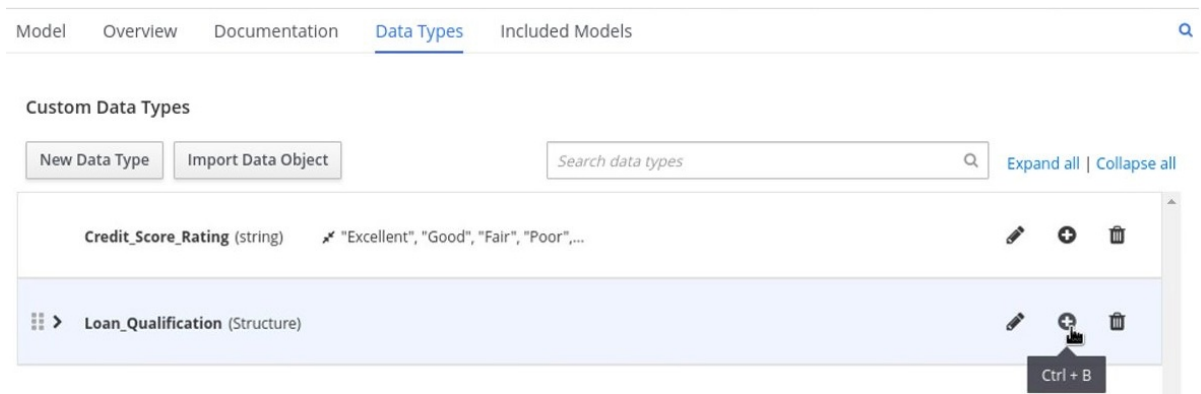 Model Overview Documentation Data Types Included Models
Custom Data Types
New Data Type Import Data Object Search data types Expand all | Collapse all
Credit_Score_Rating (string) "Excellent", "Good", "Fair", "Poor",...
Loan_Qualification (Structure)
Ctrl + B